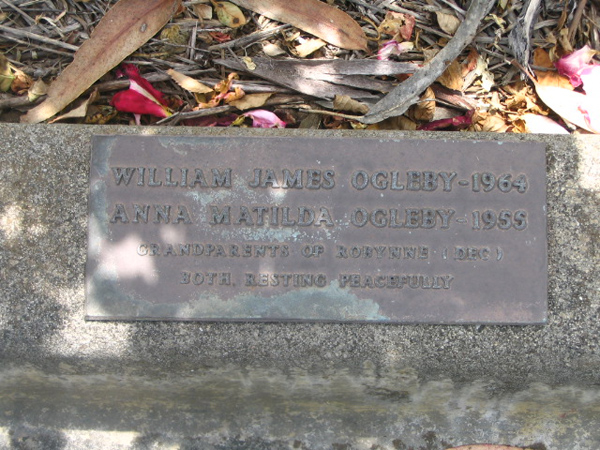 WILLIAM JAMES OGLEBY - 1964
ANNA MATILDA OGLEBY - 1955
GRANDPARENTS OF ROBYNNE (DEC)
BOTH RESTING PEACEFULLY